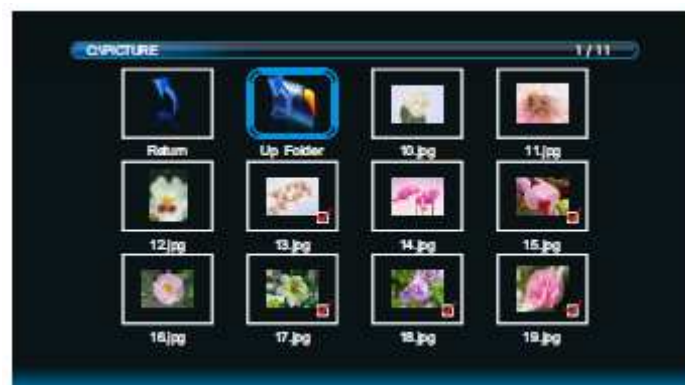 C:\PICTURE 1 / 11
Return Up Folder 10.jpg 11.jpg
12.jpg 13.jpg 14.jpg 15.jpg
16.jpg 17.jpg 18.jpg 19.jpg